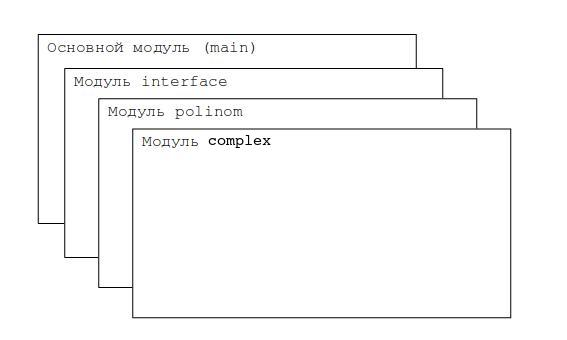 Основной модуль (main)
Модуль interface
Модуль polinom
Модуль complex